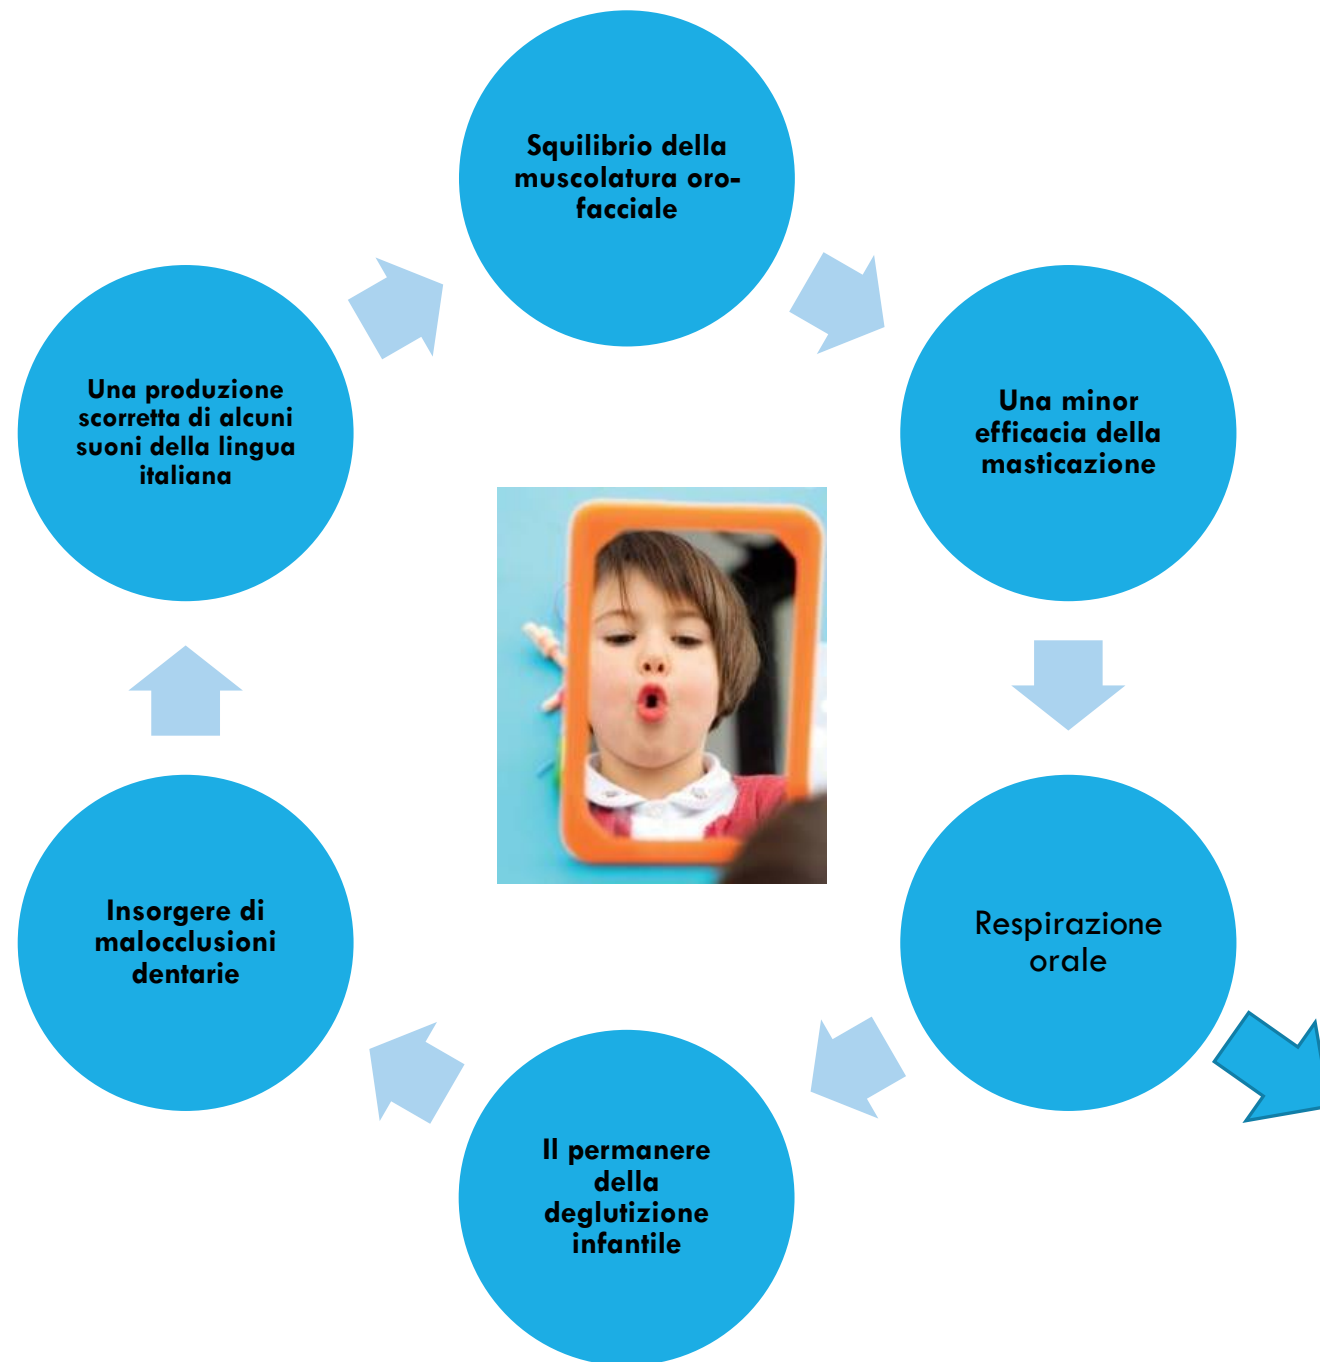 Squilibrio della
muscolatura oro-
facciale
Una minor
efficacia della
masticazione
Respirazione
orale
Il permanere
della
deglutizione
infantile
Insorgere di
malocclusioni
dentarie
Una produzione
scorretta di alcuni
suoni della lingua
italiana